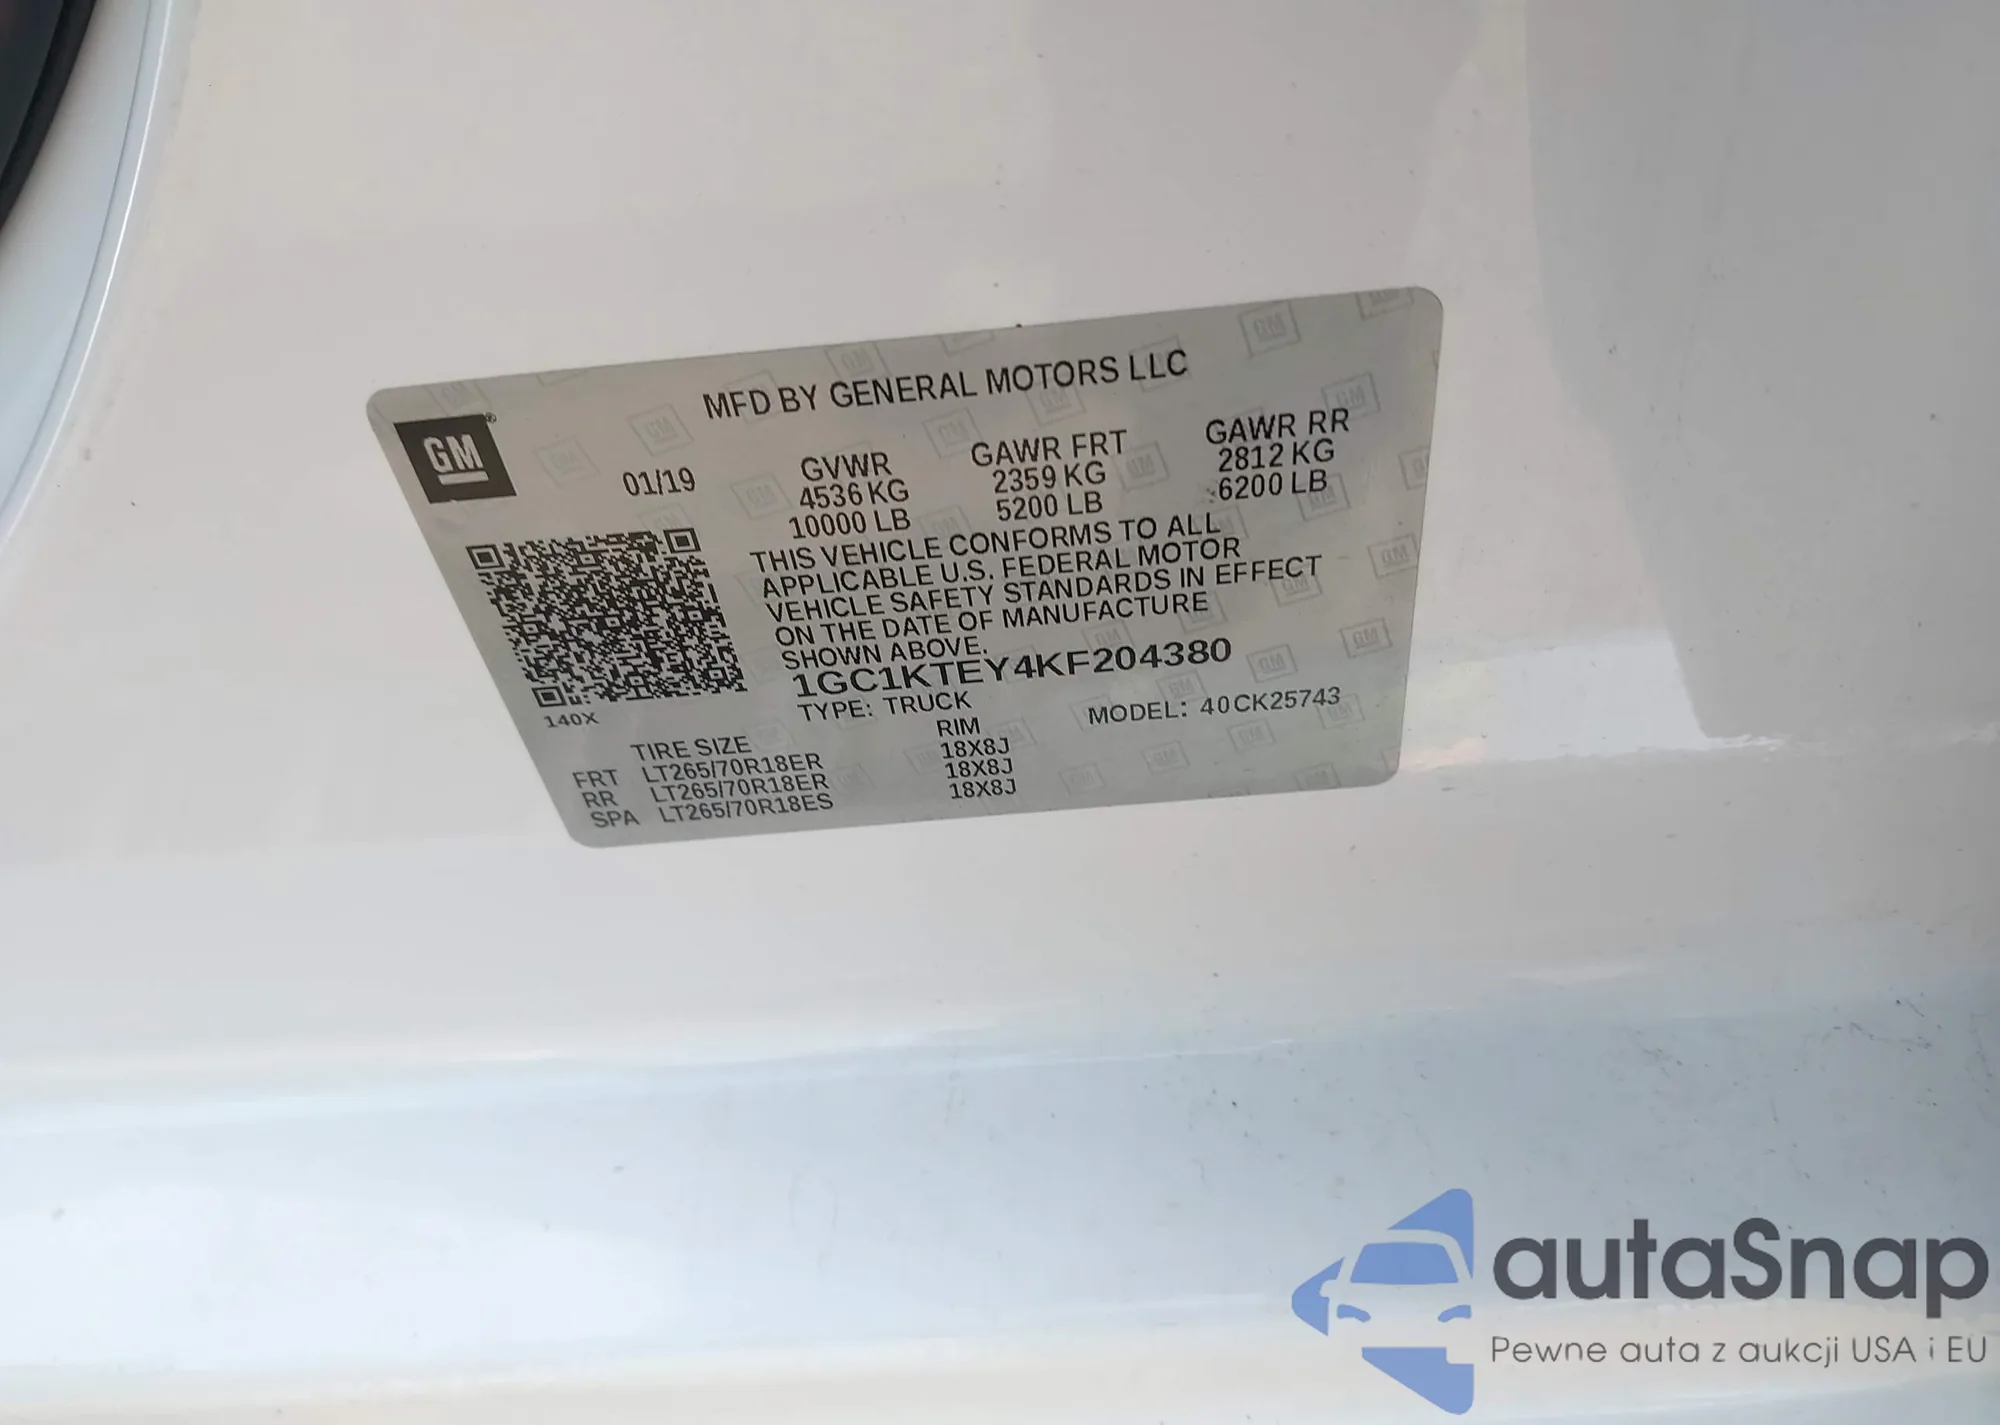 MFD BY GENERAL MOTORS LLC
GM®
01/19
GVWR
4536 KG
10000 LB
GAWR FRT
2359 KG
5200 LB
GAWR RR
2812 KG
6200 LB
THIS VEHICLE CONFORMS TO ALL
APPLICABLE U.S. FEDERAL MOTOR
VEHICLE SAFETY STANDARDS IN EFFECT
ON THE DATE OF MANUFACTURE
SHOWN ABOVE.
1GC1KTEY4KF204380
TYPE: TRUCK
MODEL: 40CK25743
140X
TIRE SIZE RIM
FRT LT265/70R18ER 18X8J
RR LT265/70R18ER 18X8J
SPA LT265/70R18ES 18X8J
autaSnap
Pewne auta z aukcji USA i EU